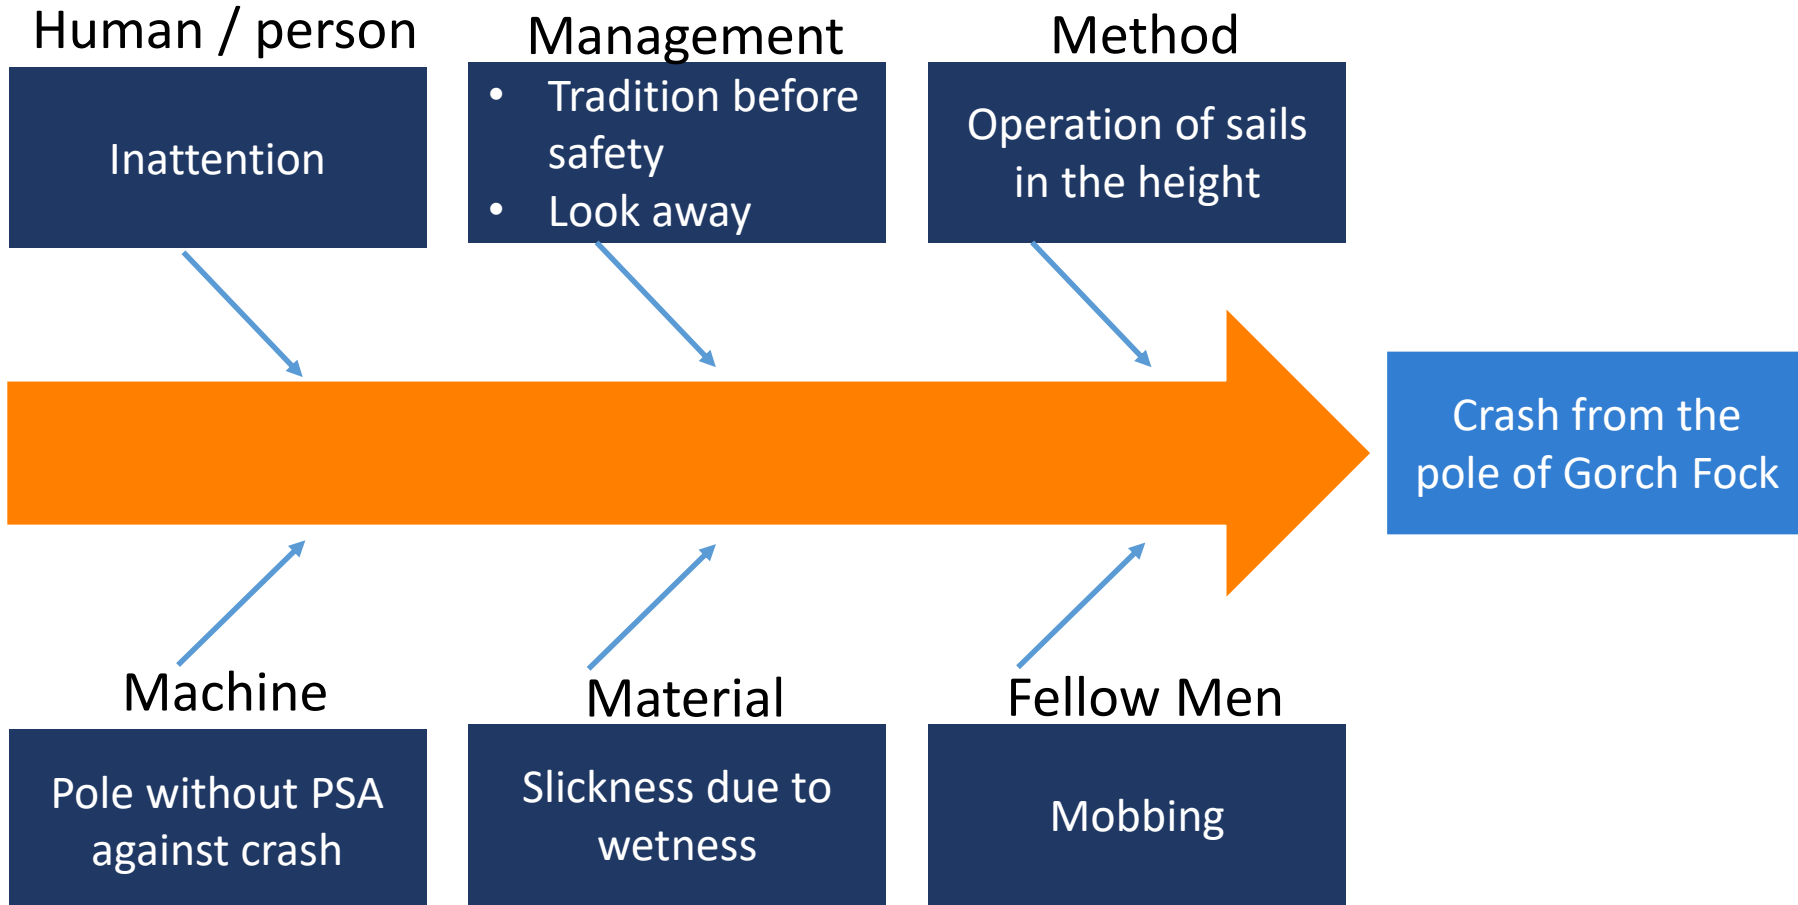 Human / person
Management
Method
Inattention
• Tradition before
safety
• Look away
Operation of sails
in the height
Crash from the
pole of Gorch Fock
Machine
Material
Fellow Men
Pole without PSA
against crash
Slickness due to
wetness
Mobbing